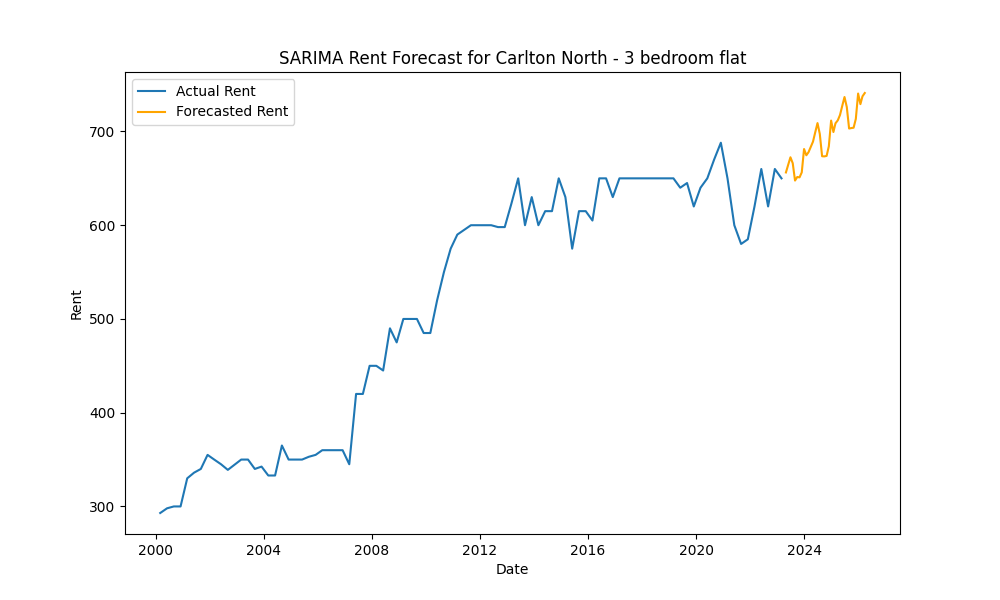 SARIMA Rent Forecast for Carlton North - 3 bedroom flat
Actual Rent
Forecasted Rent
700
600
500
400
300
Rent
2000 2004 2008 2012 2016 2020 2024
Date